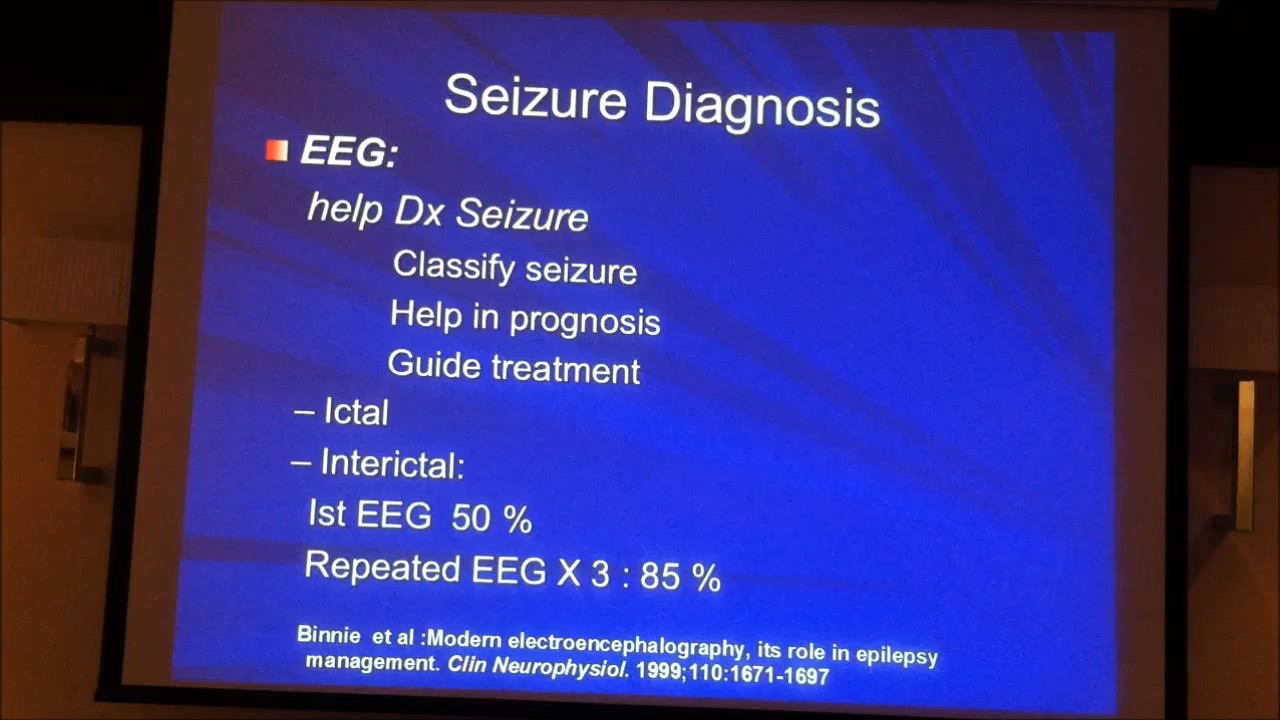 Seizure Diagnosis
EEG:
help Dx Seizure
Classify seizure
Help in prognosis
Guide treatment
– Ictal
– Interictal:
Ist EEG 50 %
Repeated EEG X 3 : 85 %
Binnie et al :Modern electroencephalography, its role in epilepsy
management. Clin Neurophysiol. 1999;110:1671-1697